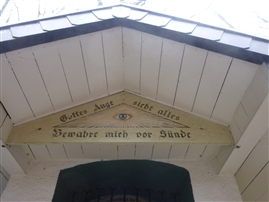 Gottes Auge sieht alles
Bewahre mich vor Sünde